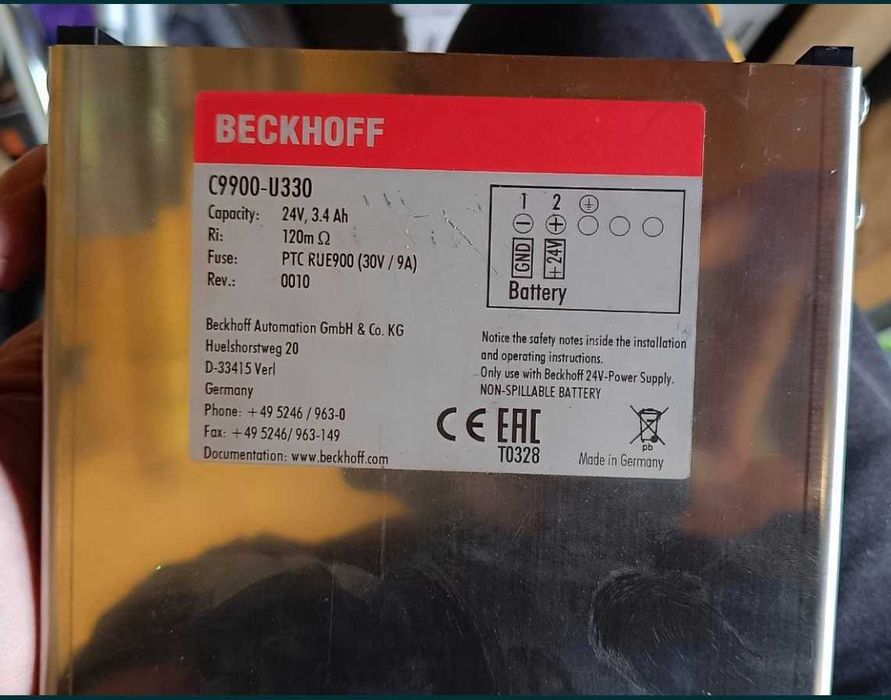 BECKHOFF
C9900-U330
Capacity: 24V, 3.4 Ah
Ri: 120m Ω
Fuse: PTC RUE900 (30V / 9A)
Rev.: 0010
1 2
GND +24V
Battery
Beckhoff Automation GmbH & Co. KG
Huelshorstweg 20
D-33415 Verl
Germany
Phone: +49 5246 / 963-0
Fax: +49 5246/ 963-149
Documentation: www.beckhoff.com
Notice the safety notes inside the installation
and operating instructions.
Only use with Beckhoff 24V-Power Supply.
NON-SPILLABLE BATTERY
CE EAC
T0328
pb
Made in Germany